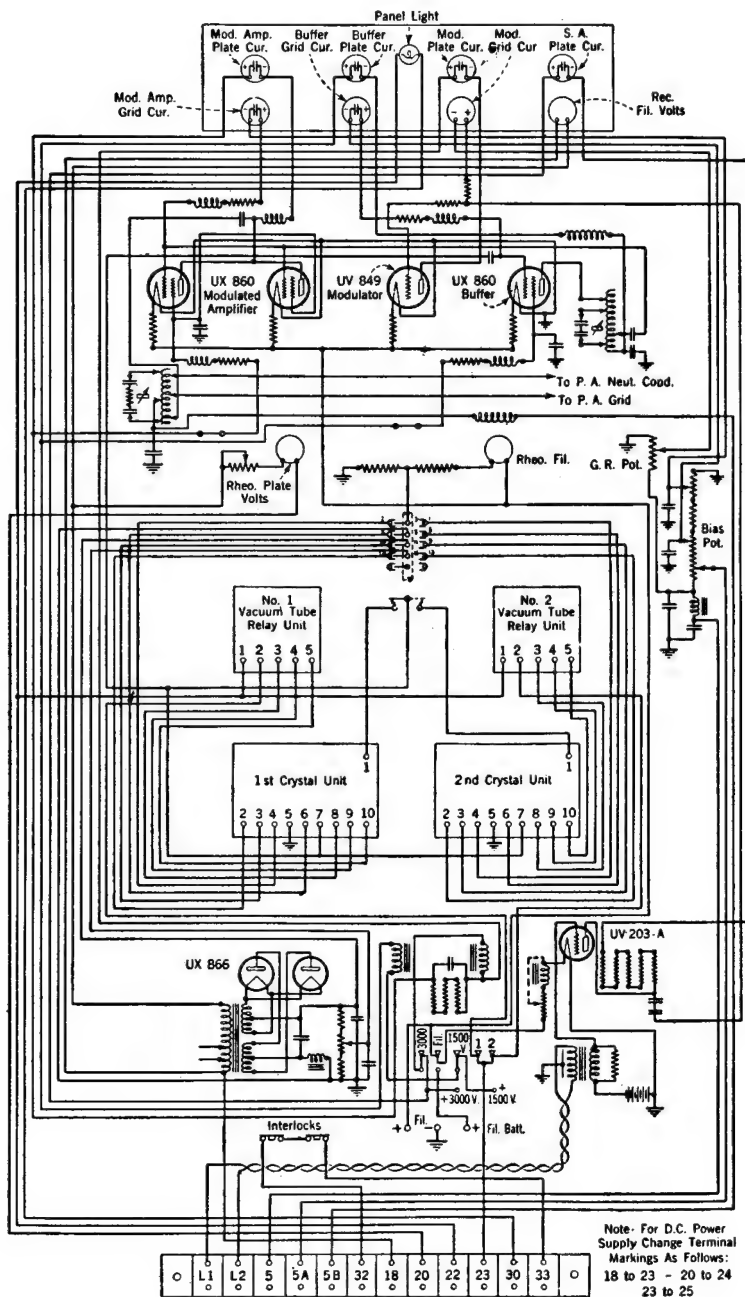 Panel Light
Mod. Amp.
Plate Cur.
Buffer
Grid Cur.
Buffer
Plate Cur.
Mod.
Plate Cur.
Mod.
Grid Cur
S. A.
Plate Cur.
Mod. Amp.
Grid Cur.
Rec.
Fil. Volts
UX 860
Modulated
Amplifier
UV 849
Modulator
UX 860
Buffer
To P. A. Neut. Cond.
To P. A. Grid
Rheo. Plate
Volts
Rheo. Fil.
G. R. Pot.
Bias
Pot.
No. 1
Vacuum Tube
Relay Unit
1 2 3 4 5
No. 2
Vacuum Tube
Relay Unit
1 2 3 4 5
1
1st Crystal Unit
2 3 4 5 6 7 8 9 10
1
2nd Crystal Unit
2 3 4 5 6 7 8 9 10
UX 866
UV-203-A
3000
Fil.
1500 V.
1 2
+3000 V.
+ 1500 V.
+ Fil. - + Fil. Batt.
Interlocks
L1 L2 5 5A 5B 32 18 20 22 23 30 33
Note- For D.C. Power
Supply Change Terminal
Markings As Follows:
18 to 23 - 20 to 24
23 to 25